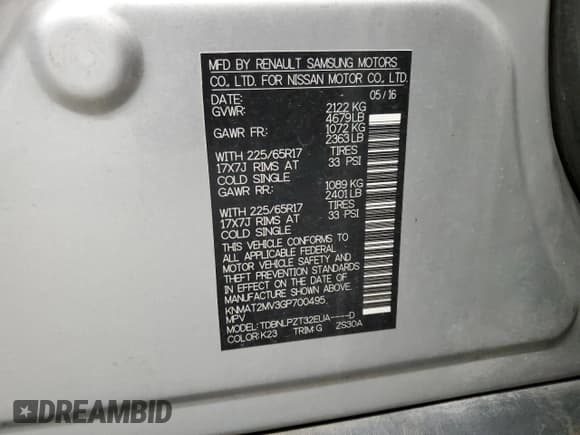 MFD BY RENAULT SAMSUNG MOTORS
CO., LTD. FOR NISSAN MOTOR CO., LTD.
DATE: 05/16
GVWR: 2122 KG
4679 LB
GAWR FR: 1072 KG
2363 LB
WITH 225/65R17 TIRES
17X7J RIMS AT 33 PSI
COLD SINGLE
GAWR RR: 1089 KG
2401 LB
WITH 225/65R17 TIRES
17X7J RIMS AT 33 PSI
COLD SINGLE
THIS VEHICLE CONFORMS TO
ALL APPLICABLE FEDERAL
MOTOR VEHICLE SAFETY AND
THEFT PREVENTION STANDARDS
IN EFFECT ON THE DATE OF
MANUFACTURE SHOWN ABOVE.
KNMAT2MV3GP700495
MPV
MODEL: TDBNLPZT32EUA----D
COLOR: K23 TRIM: G ZS30A
DREAMBID